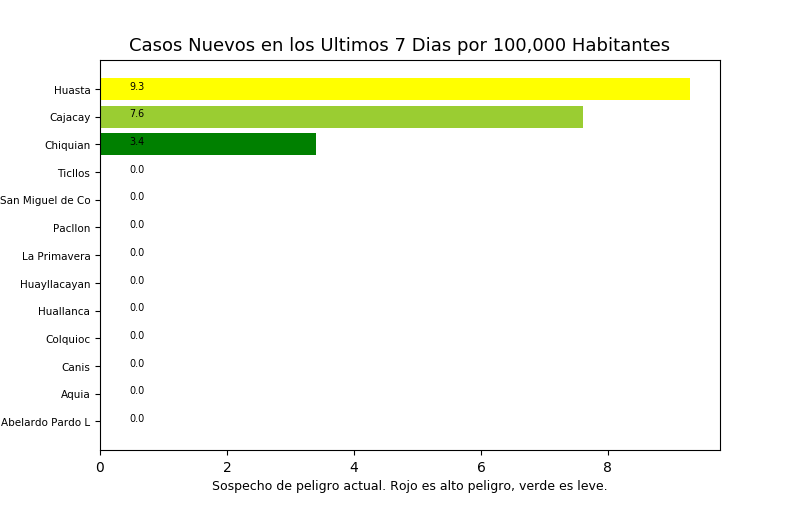 Casos Nuevos en los Ultimos 7 Dias por 100,000 Habitantes
Huasta 9.3
Cajacay 7.6
Chiquian 3.4
Ticllos 0.0
San Miguel de Co 0.0
Pacllon 0.0
La Primavera 0.0
Huayllacayan 0.0
Huallanca 0.0
Colquioc 0.0
Canis 0.0
Aquia 0.0
Abelardo Pardo L 0.0
0 2 4 6 8
Sospecho de peligro actual. Rojo es alto peligro, verde es leve.